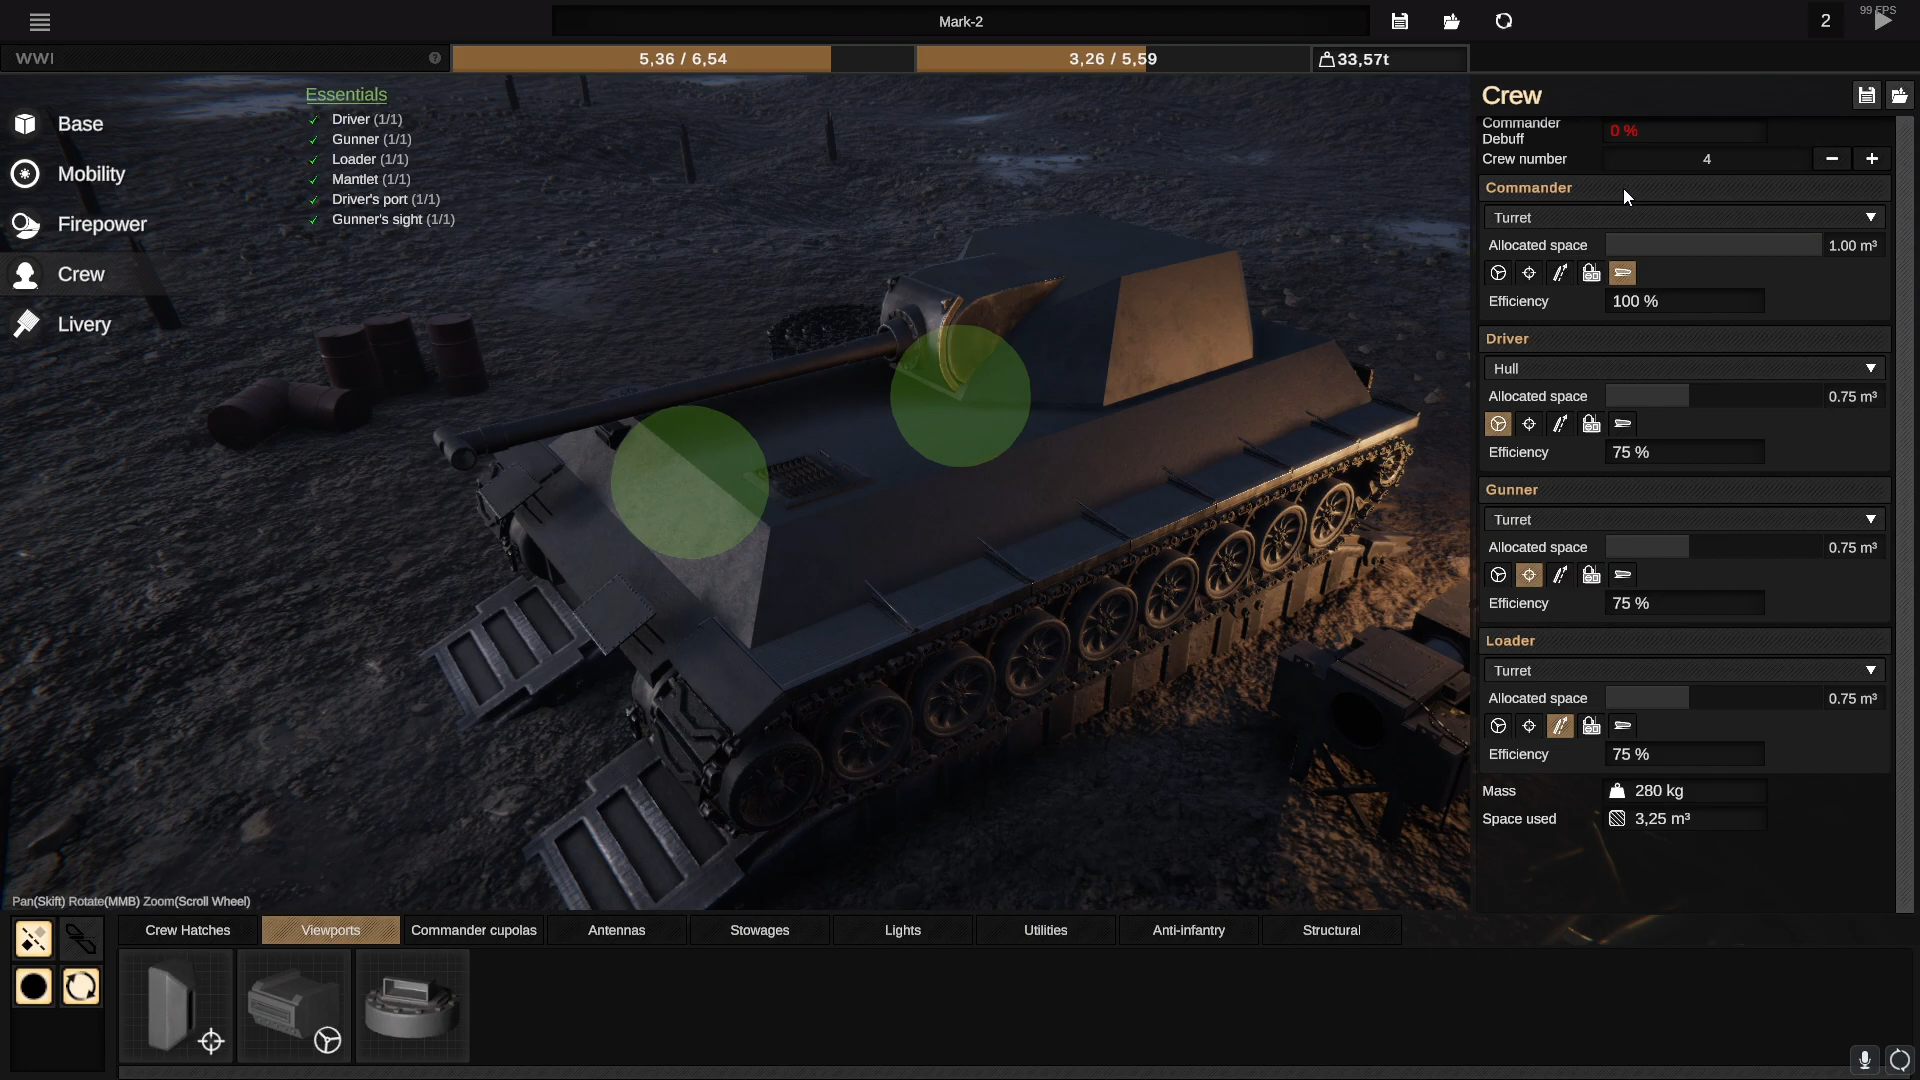 Mark-2
2
99 FPS
WWI
?
5,36 / 6,54
3,26 / 5,59
33,57t
Essentials
Driver (1/1)
Gunner (1/1)
Loader (1/1)
Mantlet (1/1)
Driver's port (1/1)
Gunner's sight (1/1)
Base
Mobility
Firepower
Crew
Livery
Crew
Commander
Debuff
0 %
Crew number
4
Commander
Turret
Allocated space
1.00 m³
Efficiency
100 %
Driver
Hull
Allocated space
0.75 m³
Efficiency
75 %
Gunner
Turret
Allocated space
0.75 m³
Efficiency
75 %
Loader
Turret
Allocated space
0.75 m³
Efficiency
75 %
Mass
280 kg
Space used
3,25 m³
Pan(Skift) Rotate(MMB) Zoom(Scroll Wheel)
Crew Hatches
Viewports
Commander cupolas
Antennas
Stowages
Lights
Utilities
Anti-infantry
Structural